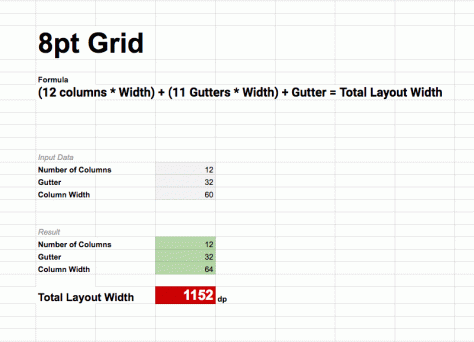 8pt Grid
Formula
(12 columns * Width) + (11 Gutters * Width) + Gutter = Total Layout Width
Input Data
Number of Columns 12
Gutter 32
Column Width 60
Result
Number of Columns 12
Gutter 32
Column Width 64
Total Layout Width 1152 dp